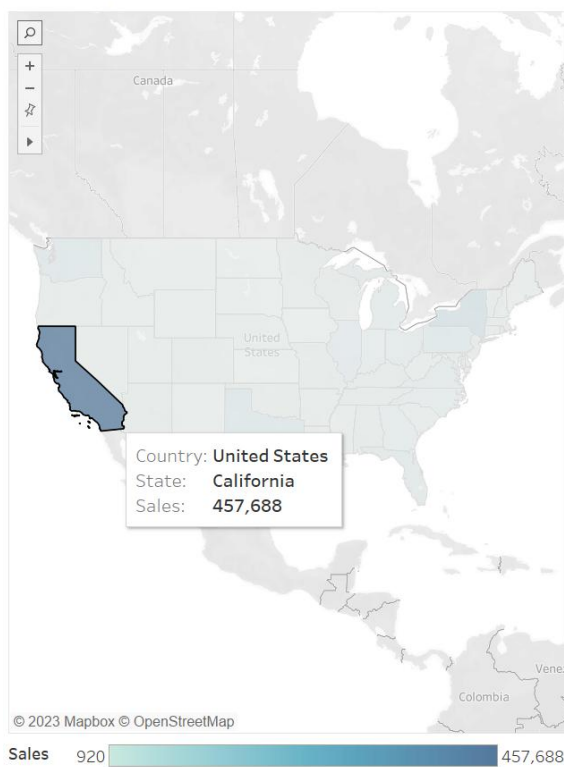 Canada
United
States
Country: United States
State: California
Sales: 457,688
Vene
Colombia
© 2023 Mapbox © OpenStreetMap
Sales 920 457,688